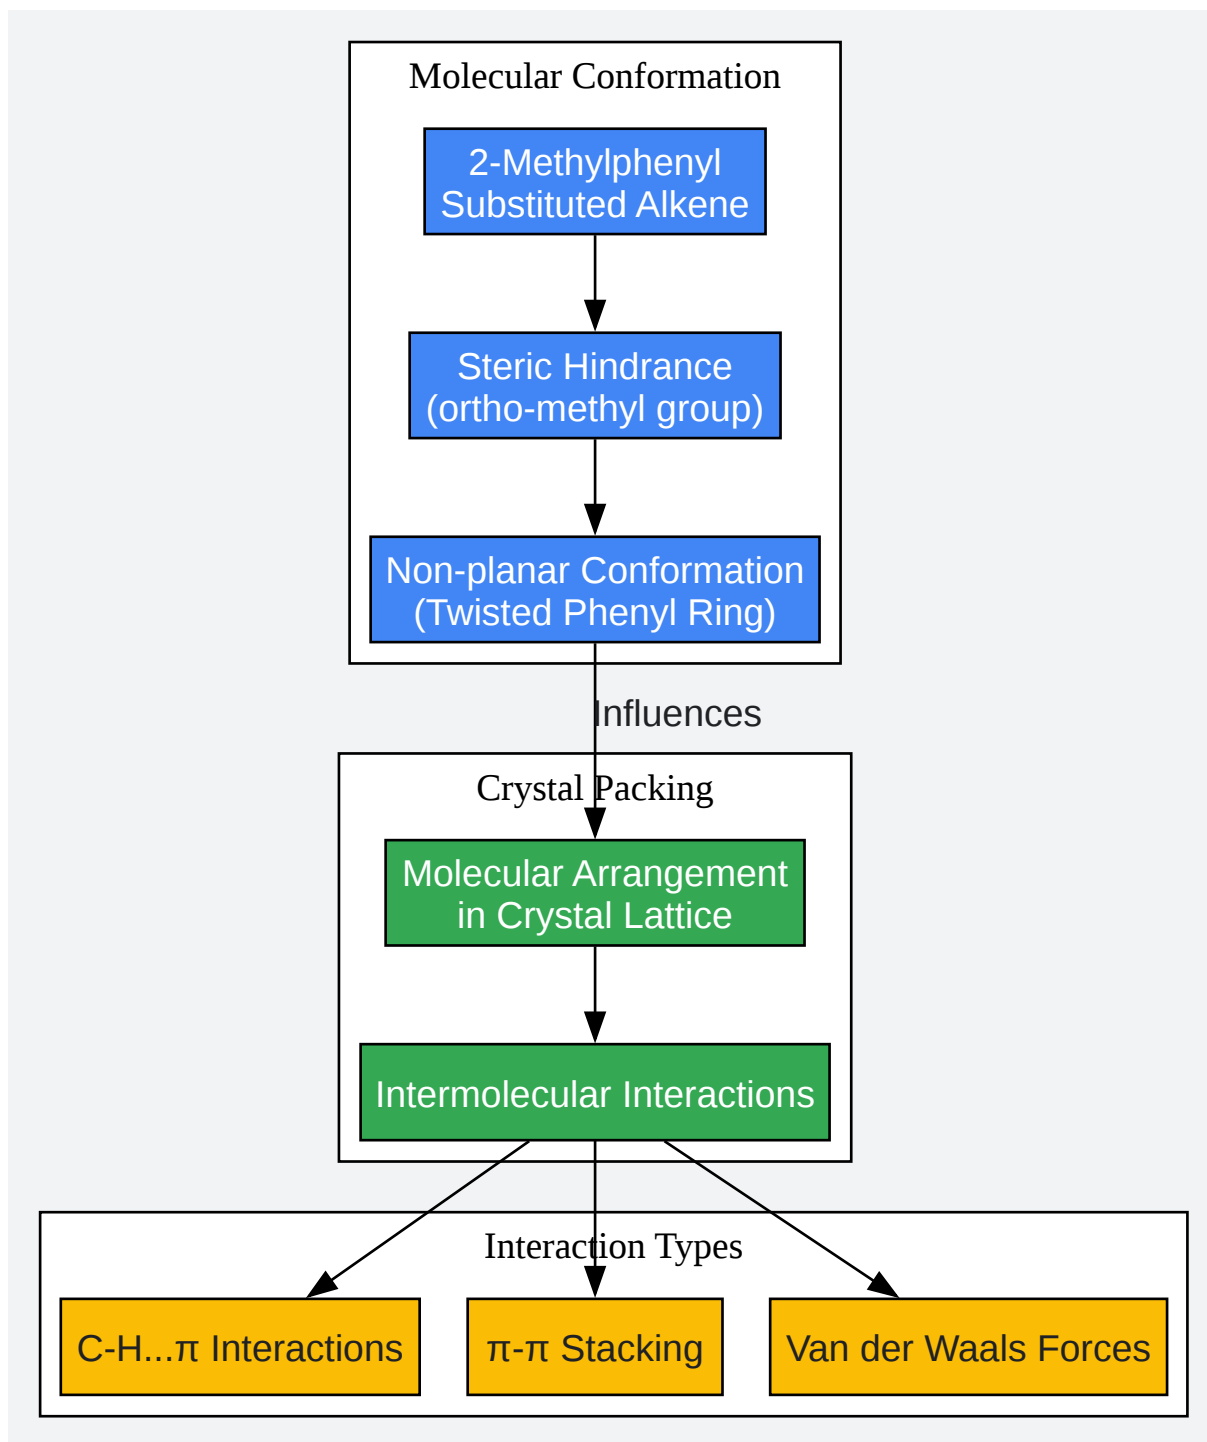 Molecular Conformation
2-Methylphenyl
Substituted Alkene
Steric Hindrance
(ortho-methyl group)
Non-planar Conformation
(Twisted Phenyl Ring)
Influences
Crystal Packing
Molecular Arrangement
in Crystal Lattice
Intermolecular Interactions
Interaction Types
C-H...π Interactions
π-π Stacking
Van der Waals Forces